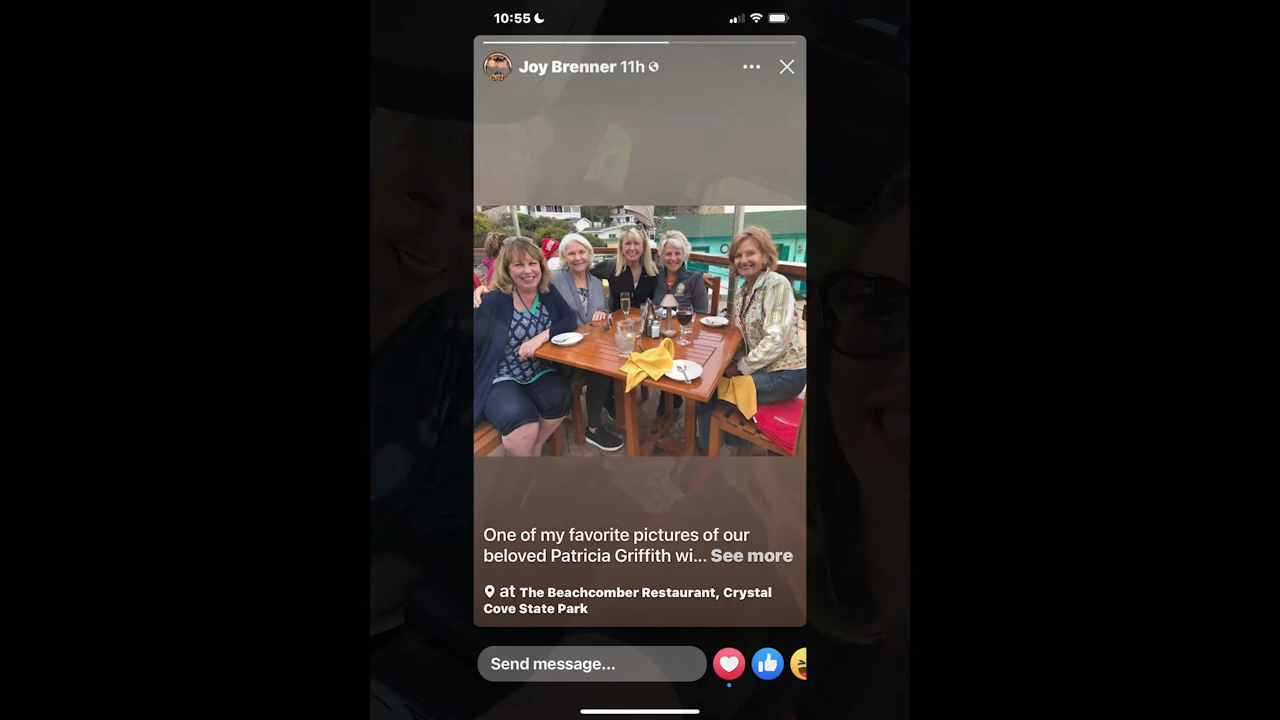 10:55
Joy Brenner 11h
One of my favorite pictures of our
beloved Patricia Griffith wi... See more
at The Beachcomber Restaurant, Crystal
Cove State Park
Send message...